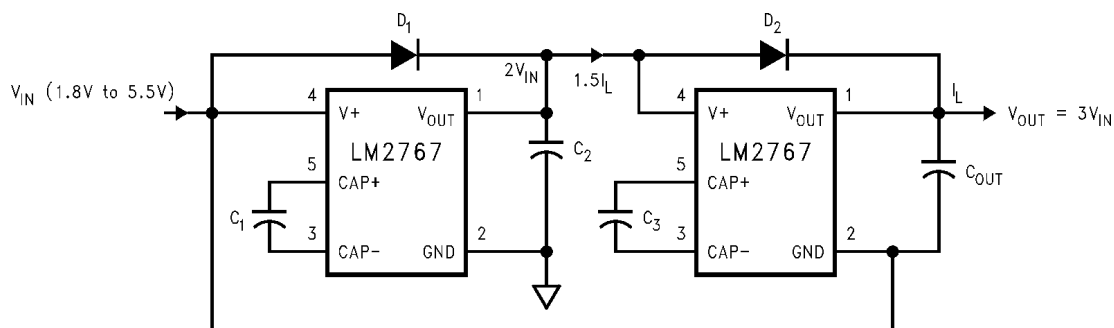 D1
D2
VIN (1.8V to 5.5V)
2VIN
1.5IL
IL
VOUT = 3VIN
4
V+
VOUT
1
LM2767
5
CAP+
C1
3
CAP-
GND
2
C2
4
V+
VOUT
1
LM2767
5
CAP+
C3
3
CAP-
GND
2
COUT